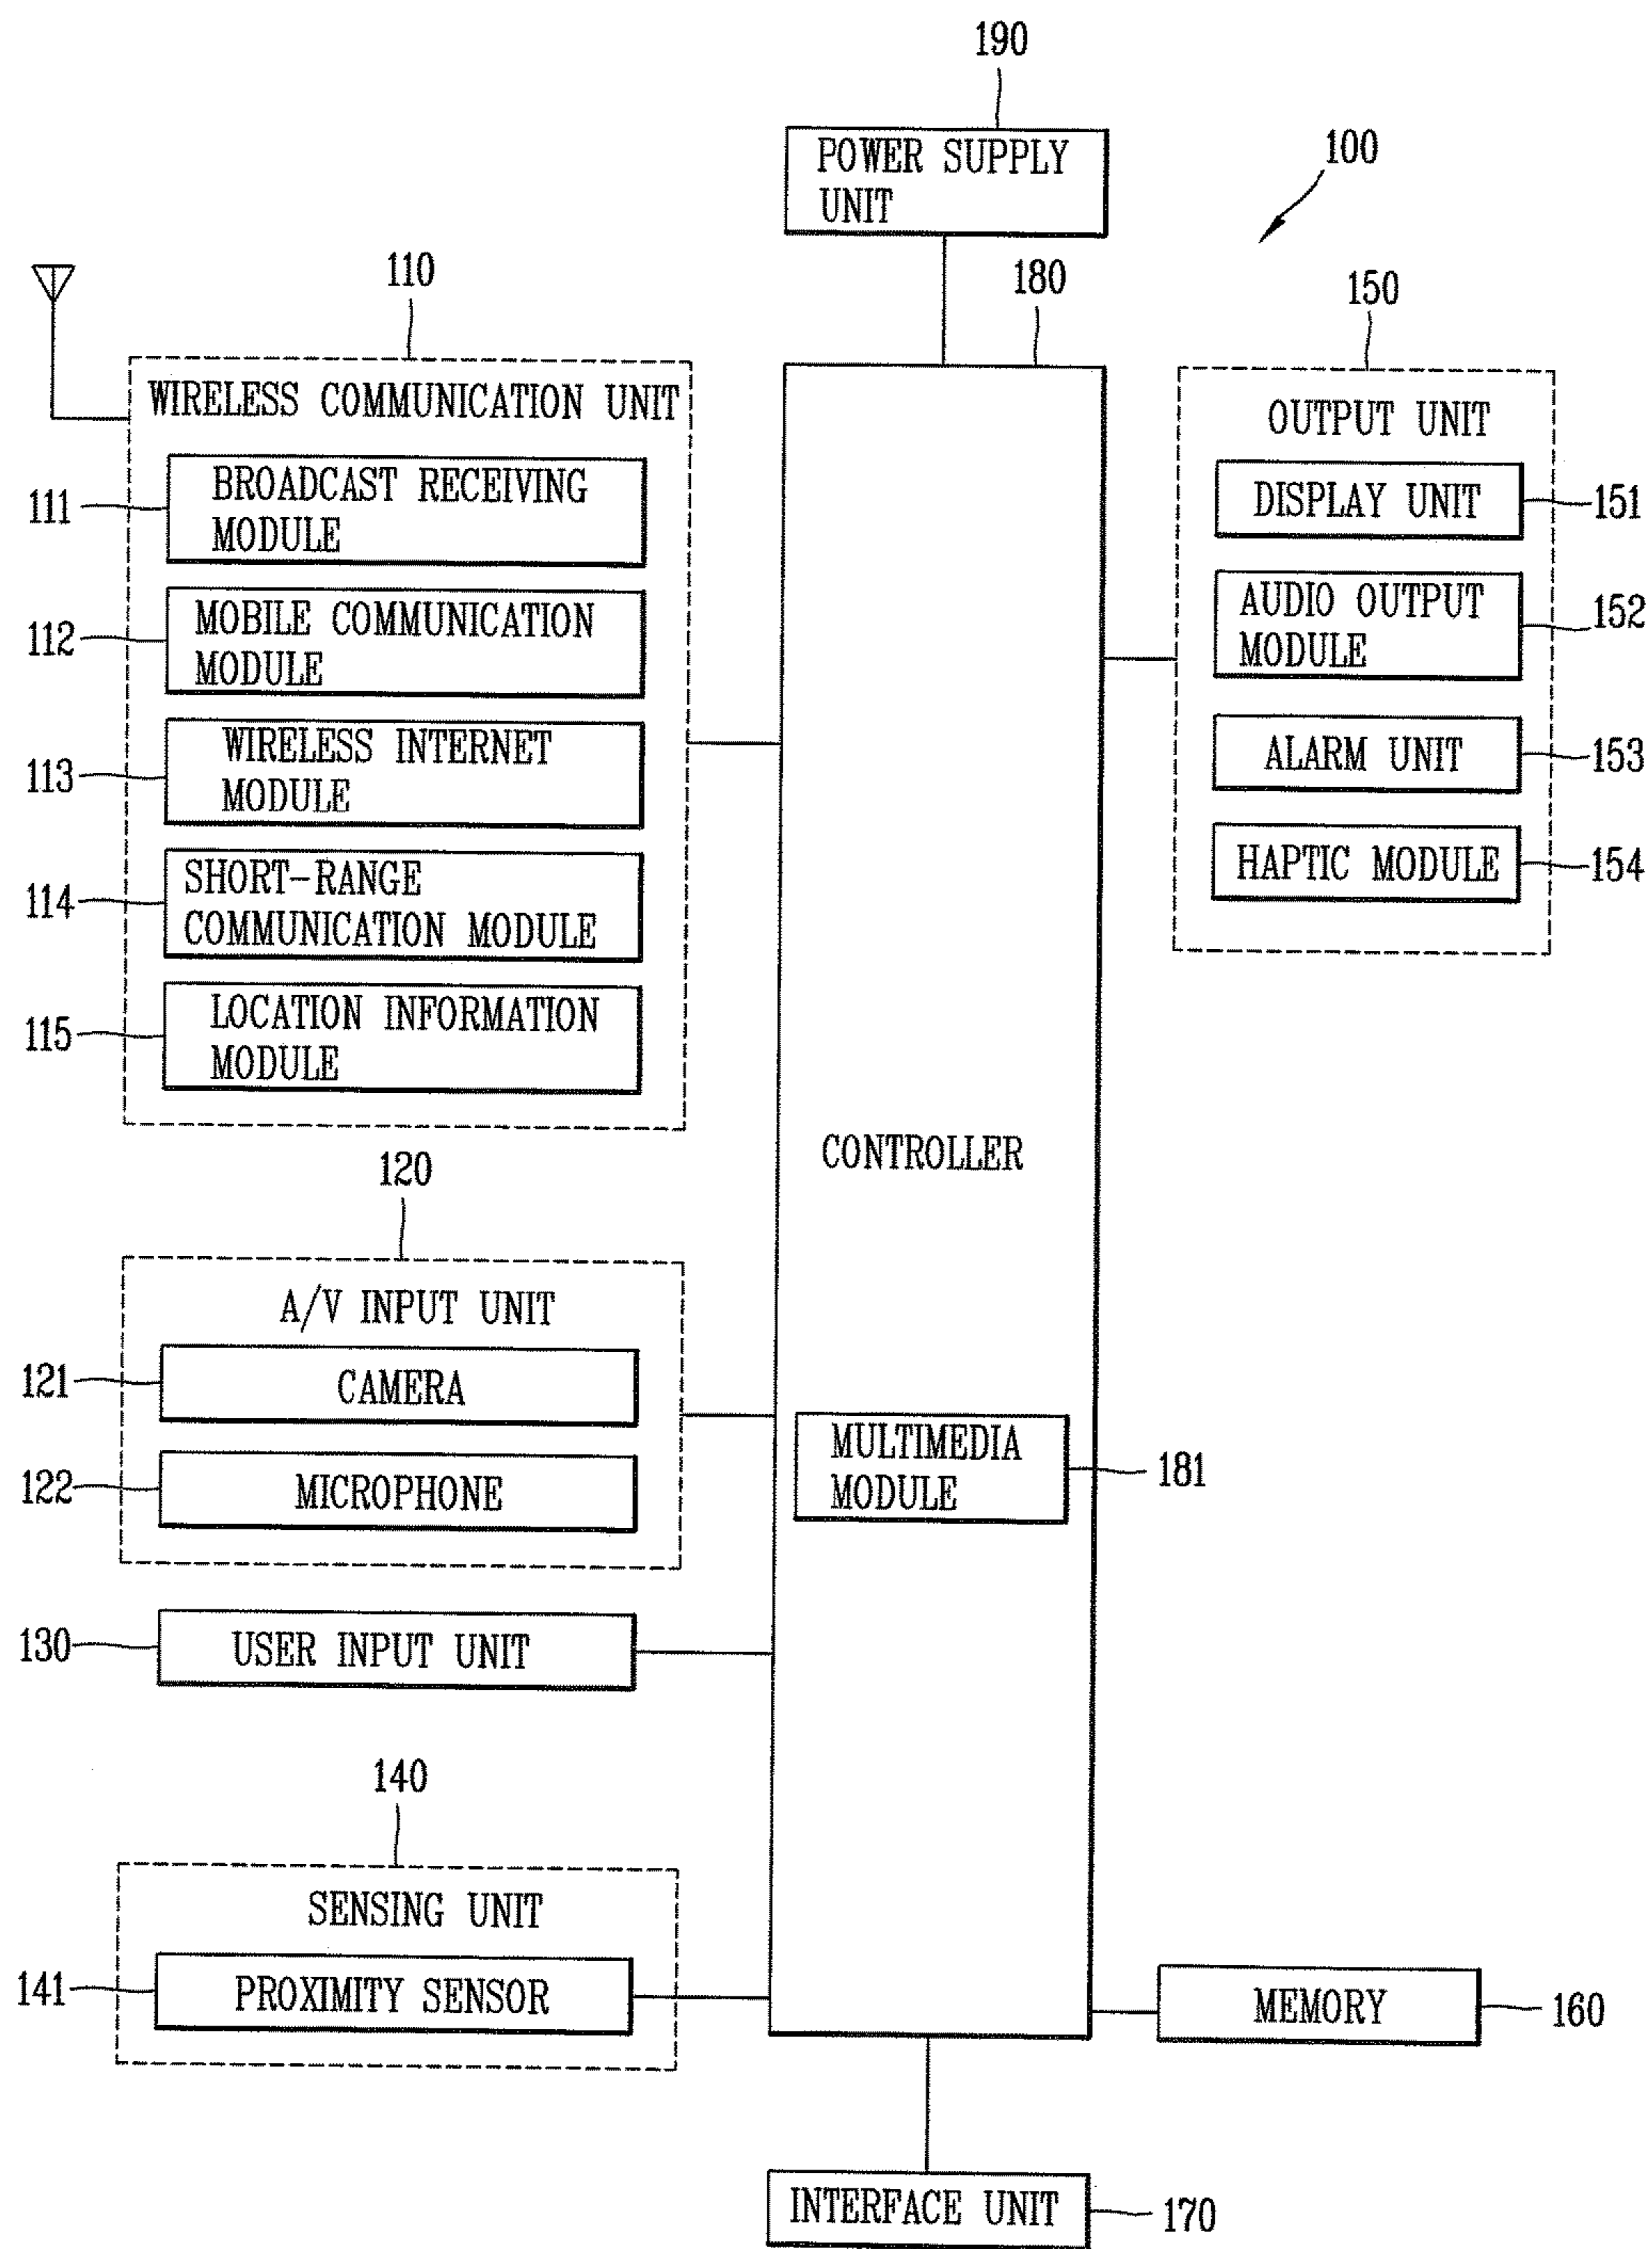 190
POWER SUPPLY
UNIT
100
110
180
150
WIRELESS COMMUNICATION UNIT
111
BROADCAST RECEIVING
MODULE
112
MOBILE COMMUNICATION
MODULE
113
WIRELESS INTERNET
MODULE
114
SHORT-RANGE
COMMUNICATION MODULE
115
LOCATION INFORMATION
MODULE
OUTPUT UNIT
DISPLAY UNIT
151
AUDIO OUTPUT
MODULE
152
ALARM UNIT
153
HAPTIC MODULE
154
CONTROLLER
120
A/V INPUT UNIT
121
CAMERA
122
MICROPHONE
MULTIMEDIA
MODULE
181
130
USER INPUT UNIT
140
SENSING UNIT
141
PROXIMITY SENSOR
MEMORY
160
INTERFACE UNIT
170